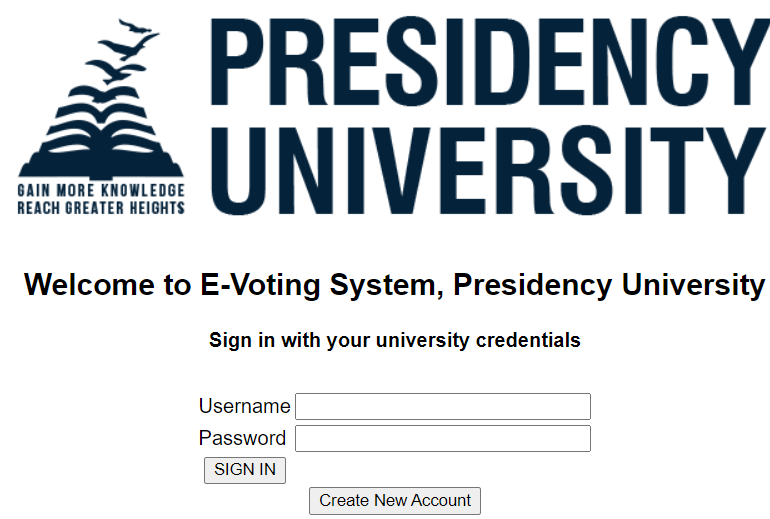 PRESIDENCY
UNIVERSITY
GAIN MORE KNOWLEDGE
REACH GREATER HEIGHTS
Welcome to E-Voting System, Presidency University
Sign in with your university credentials
Username
Password
SIGN IN
Create New Account